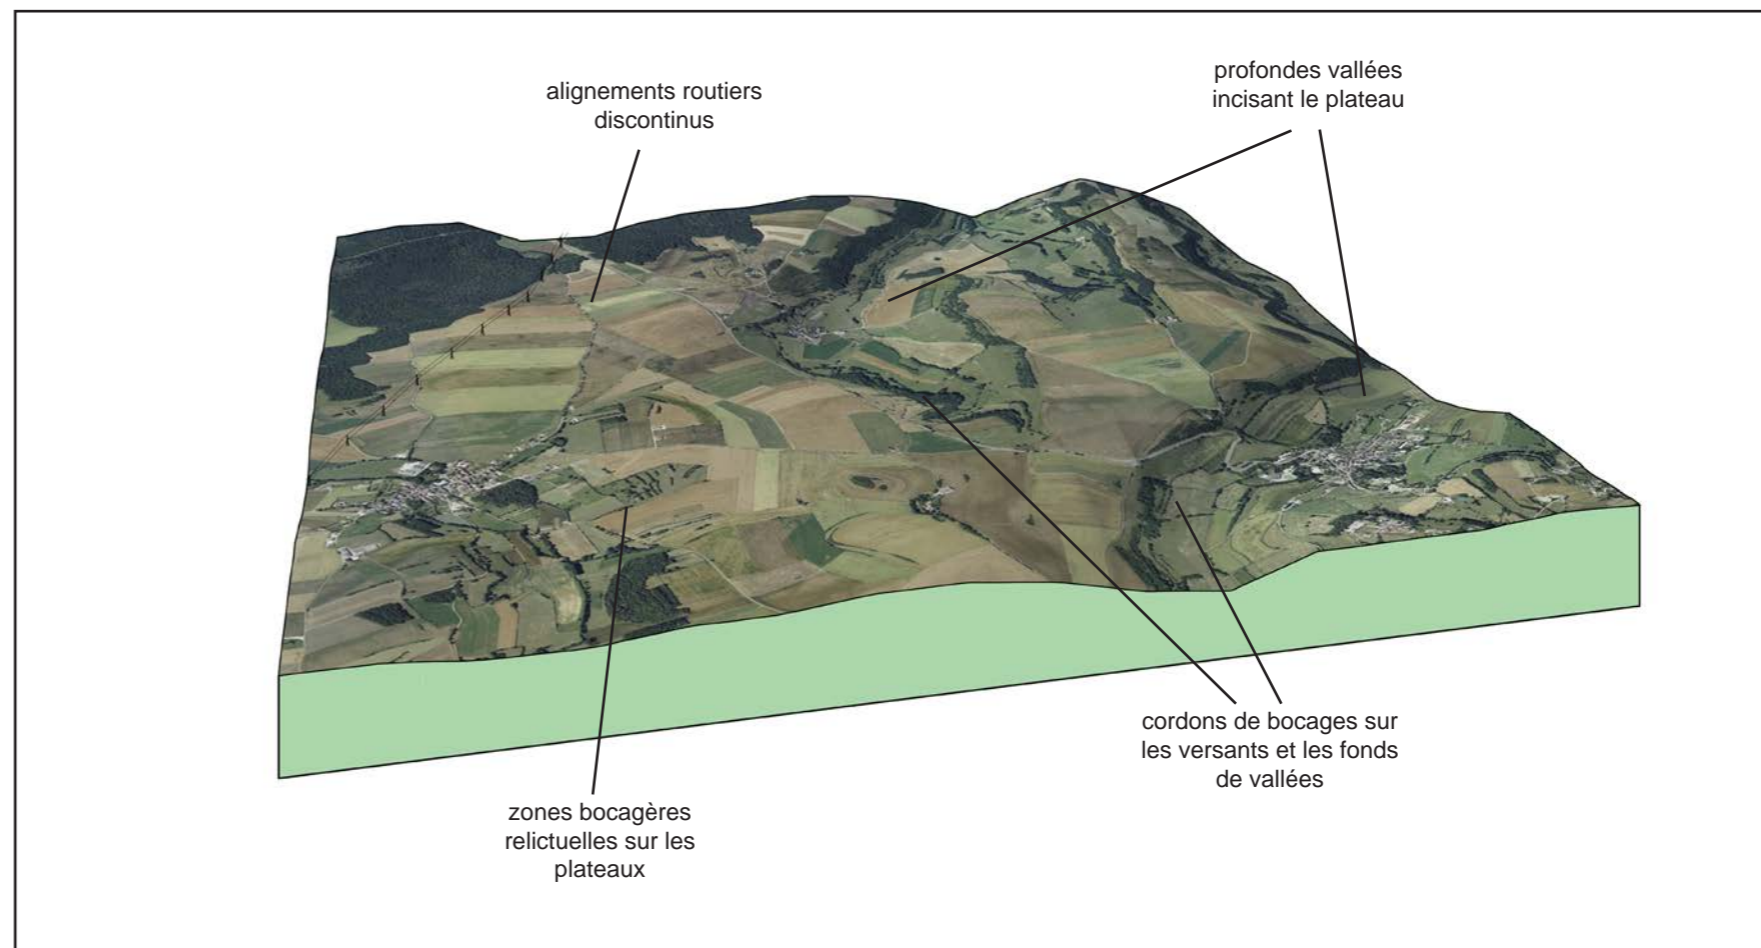 alignements routiers
discontinus
profondes vallées
incisant le plateau
cordons de bocages sur
les versants et les fonds
de vallées
zones bocagères
relictuelles sur les
plateaux